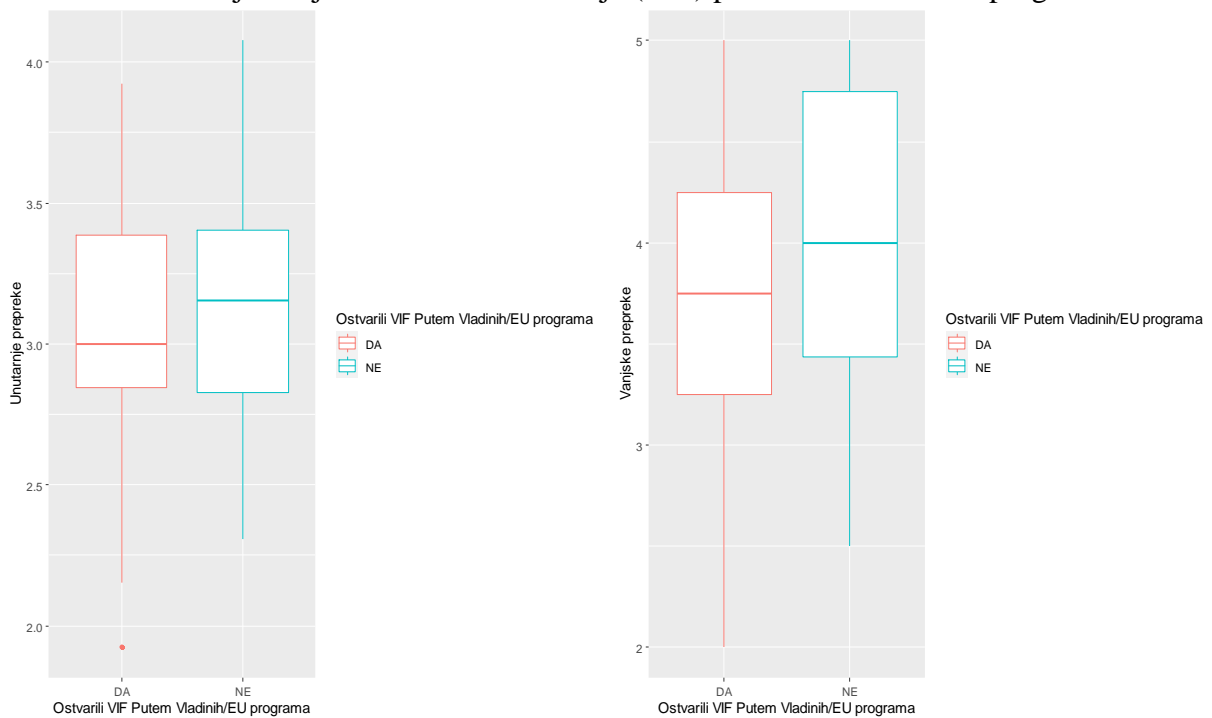 4.0
3.5
3.0
2.5
2.0
Unutarnje prepreke
DA
NE
Ostvarili VIF Putem Vladinih/EU programa
Ostvarili VIF Putem Vladinih/EU programa
DA
NE
5
4
3
2
Vanjske prepreke
DA
NE
Ostvarili VIF Putem Vladinih/EU programa
Ostvarili VIF Putem Vladinih/EU programa
DA
NE